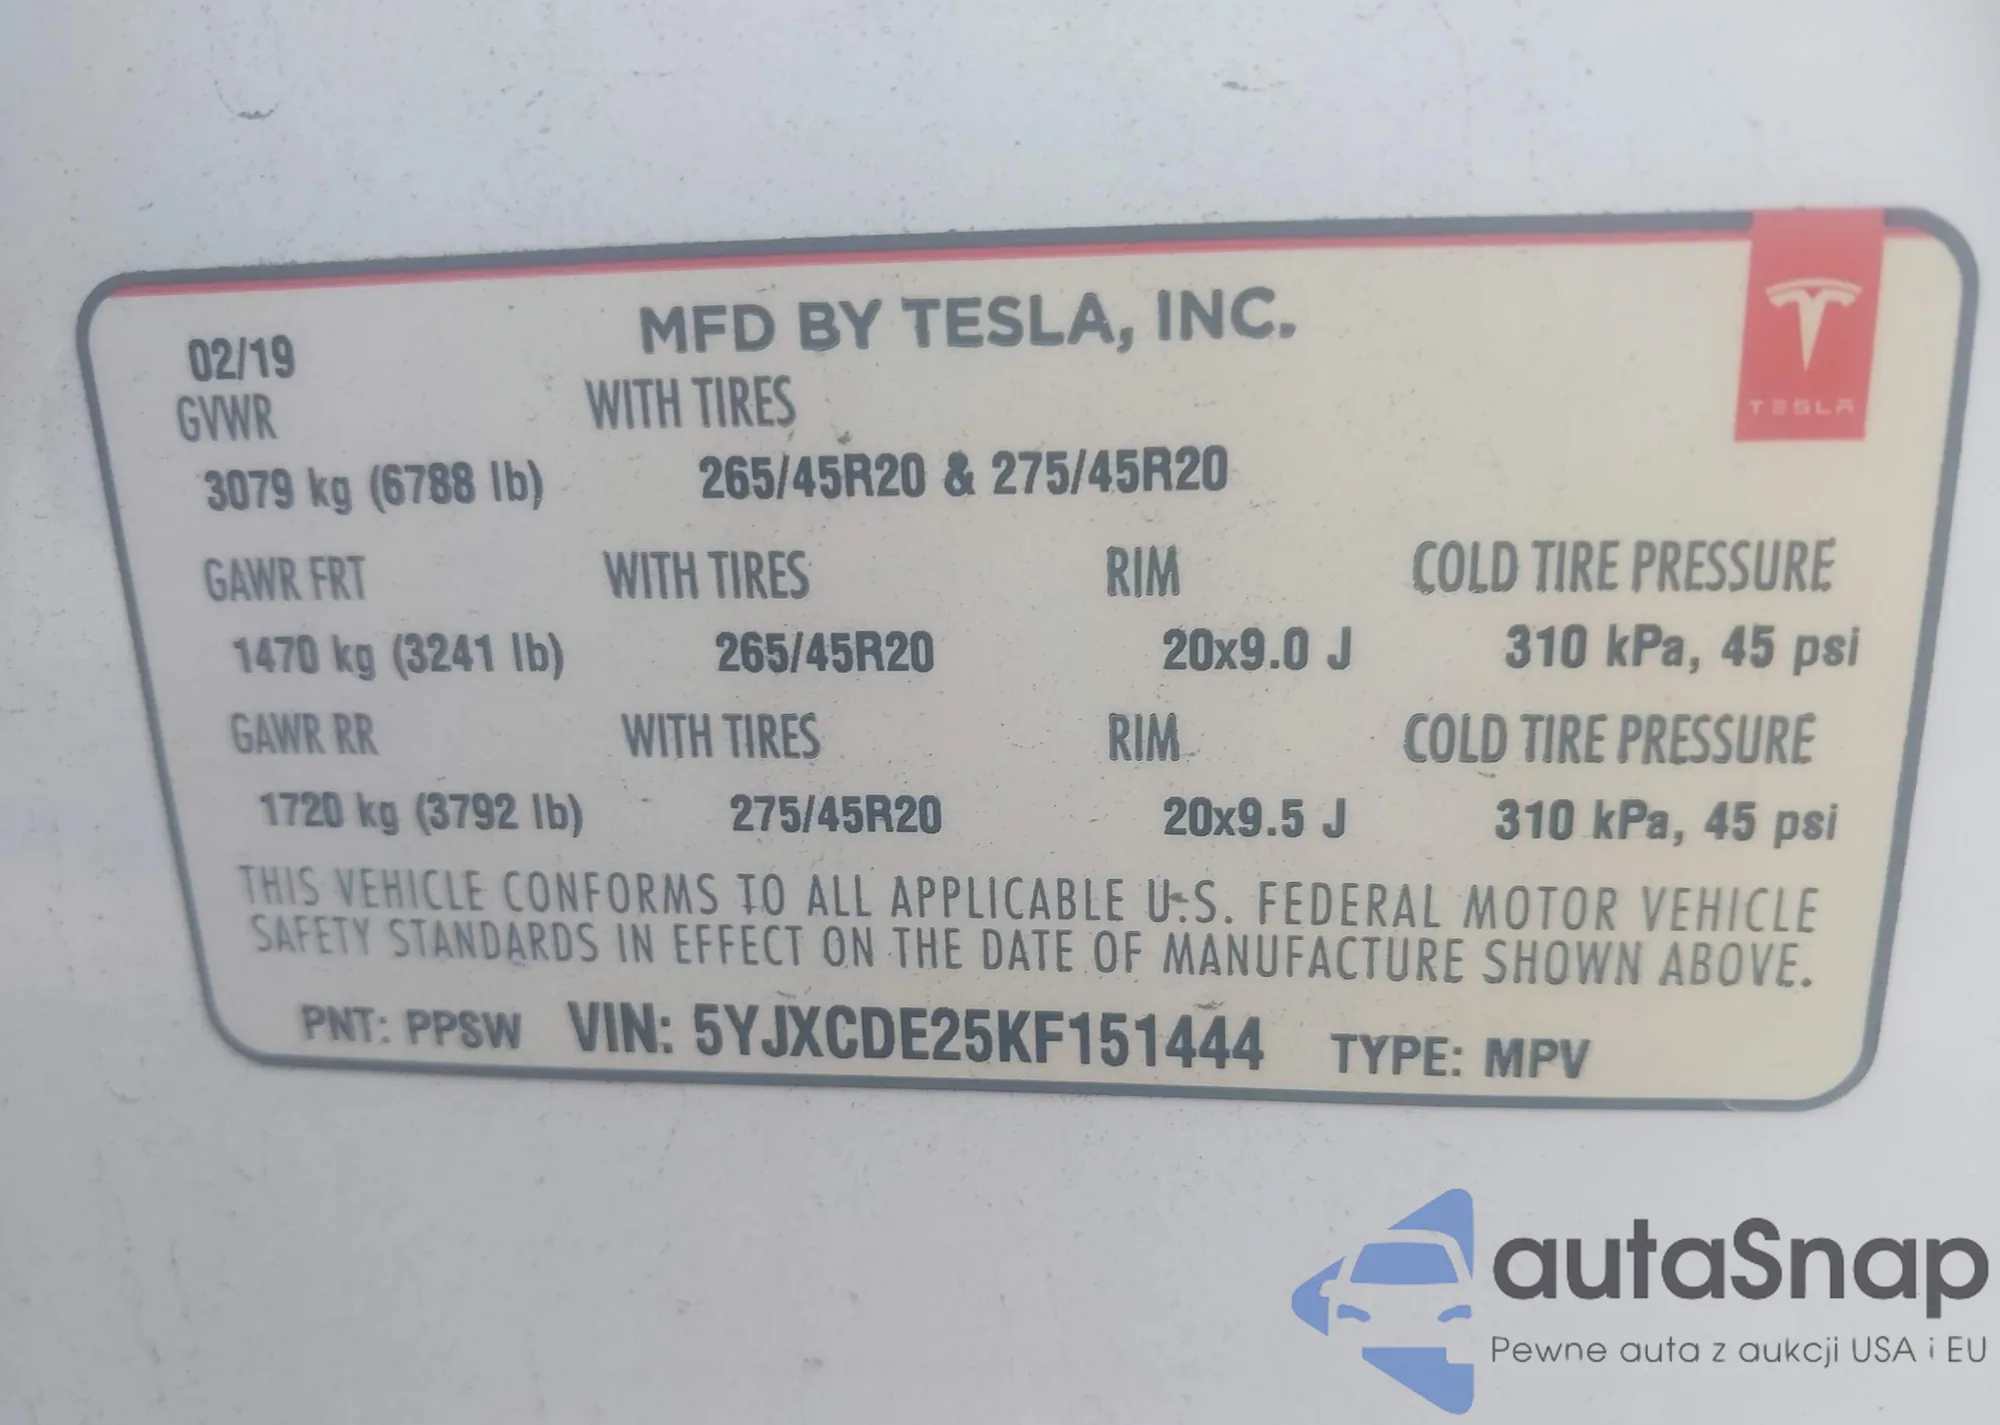 MFD BY TESLA, INC.
02/19
GVWR WITH TIRES
3079 kg (6788 lb) 265/45R20 & 275/45R20
GAWR FRT WITH TIRES RIM COLD TIRE PRESSURE
1470 kg (3241 lb) 265/45R20 20x9.0 J 310 kPa, 45 psi
GAWR RR WITH TIRES RIM COLD TIRE PRESSURE
1720 kg (3792 lb) 275/45R20 20x9.5 J 310 kPa, 45 psi
THIS VEHICLE CONFORMS TO ALL APPLICABLE U.S. FEDERAL MOTOR VEHICLE
SAFETY STANDARDS IN EFFECT ON THE DATE OF MANUFACTURE SHOWN ABOVE.
PNT: PPSW VIN: 5YJXCDE25KF151444 TYPE: MPV
TESLA
autaSnap
Pewne auta z aukcji USA i EU